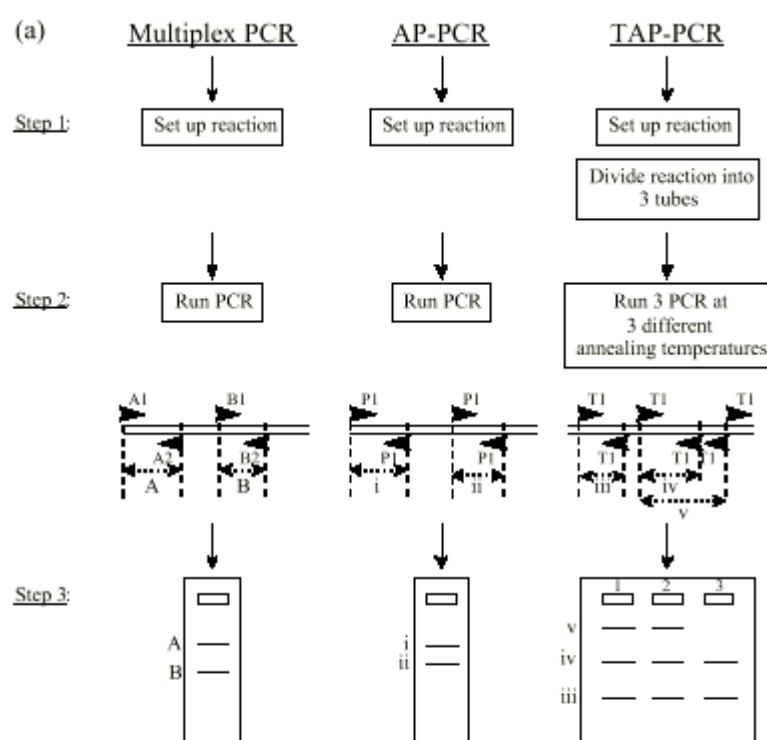 (a)
Multiplex PCR AP-PCR TAP-PCR
Step 1: Set up reaction Set up reaction Set up reaction
Divide reaction into
3 tubes
Step 2: Run PCR Run PCR Run 3 PCR at
3 different
annealing temperatures
A1 B1 P1 P1 T1 T1 T1
A2 B2 P1 P1 T1 T1 T1
A B i ii iii iv
v
Step 3: 1 2 3
v
A i iv
ii
B iii